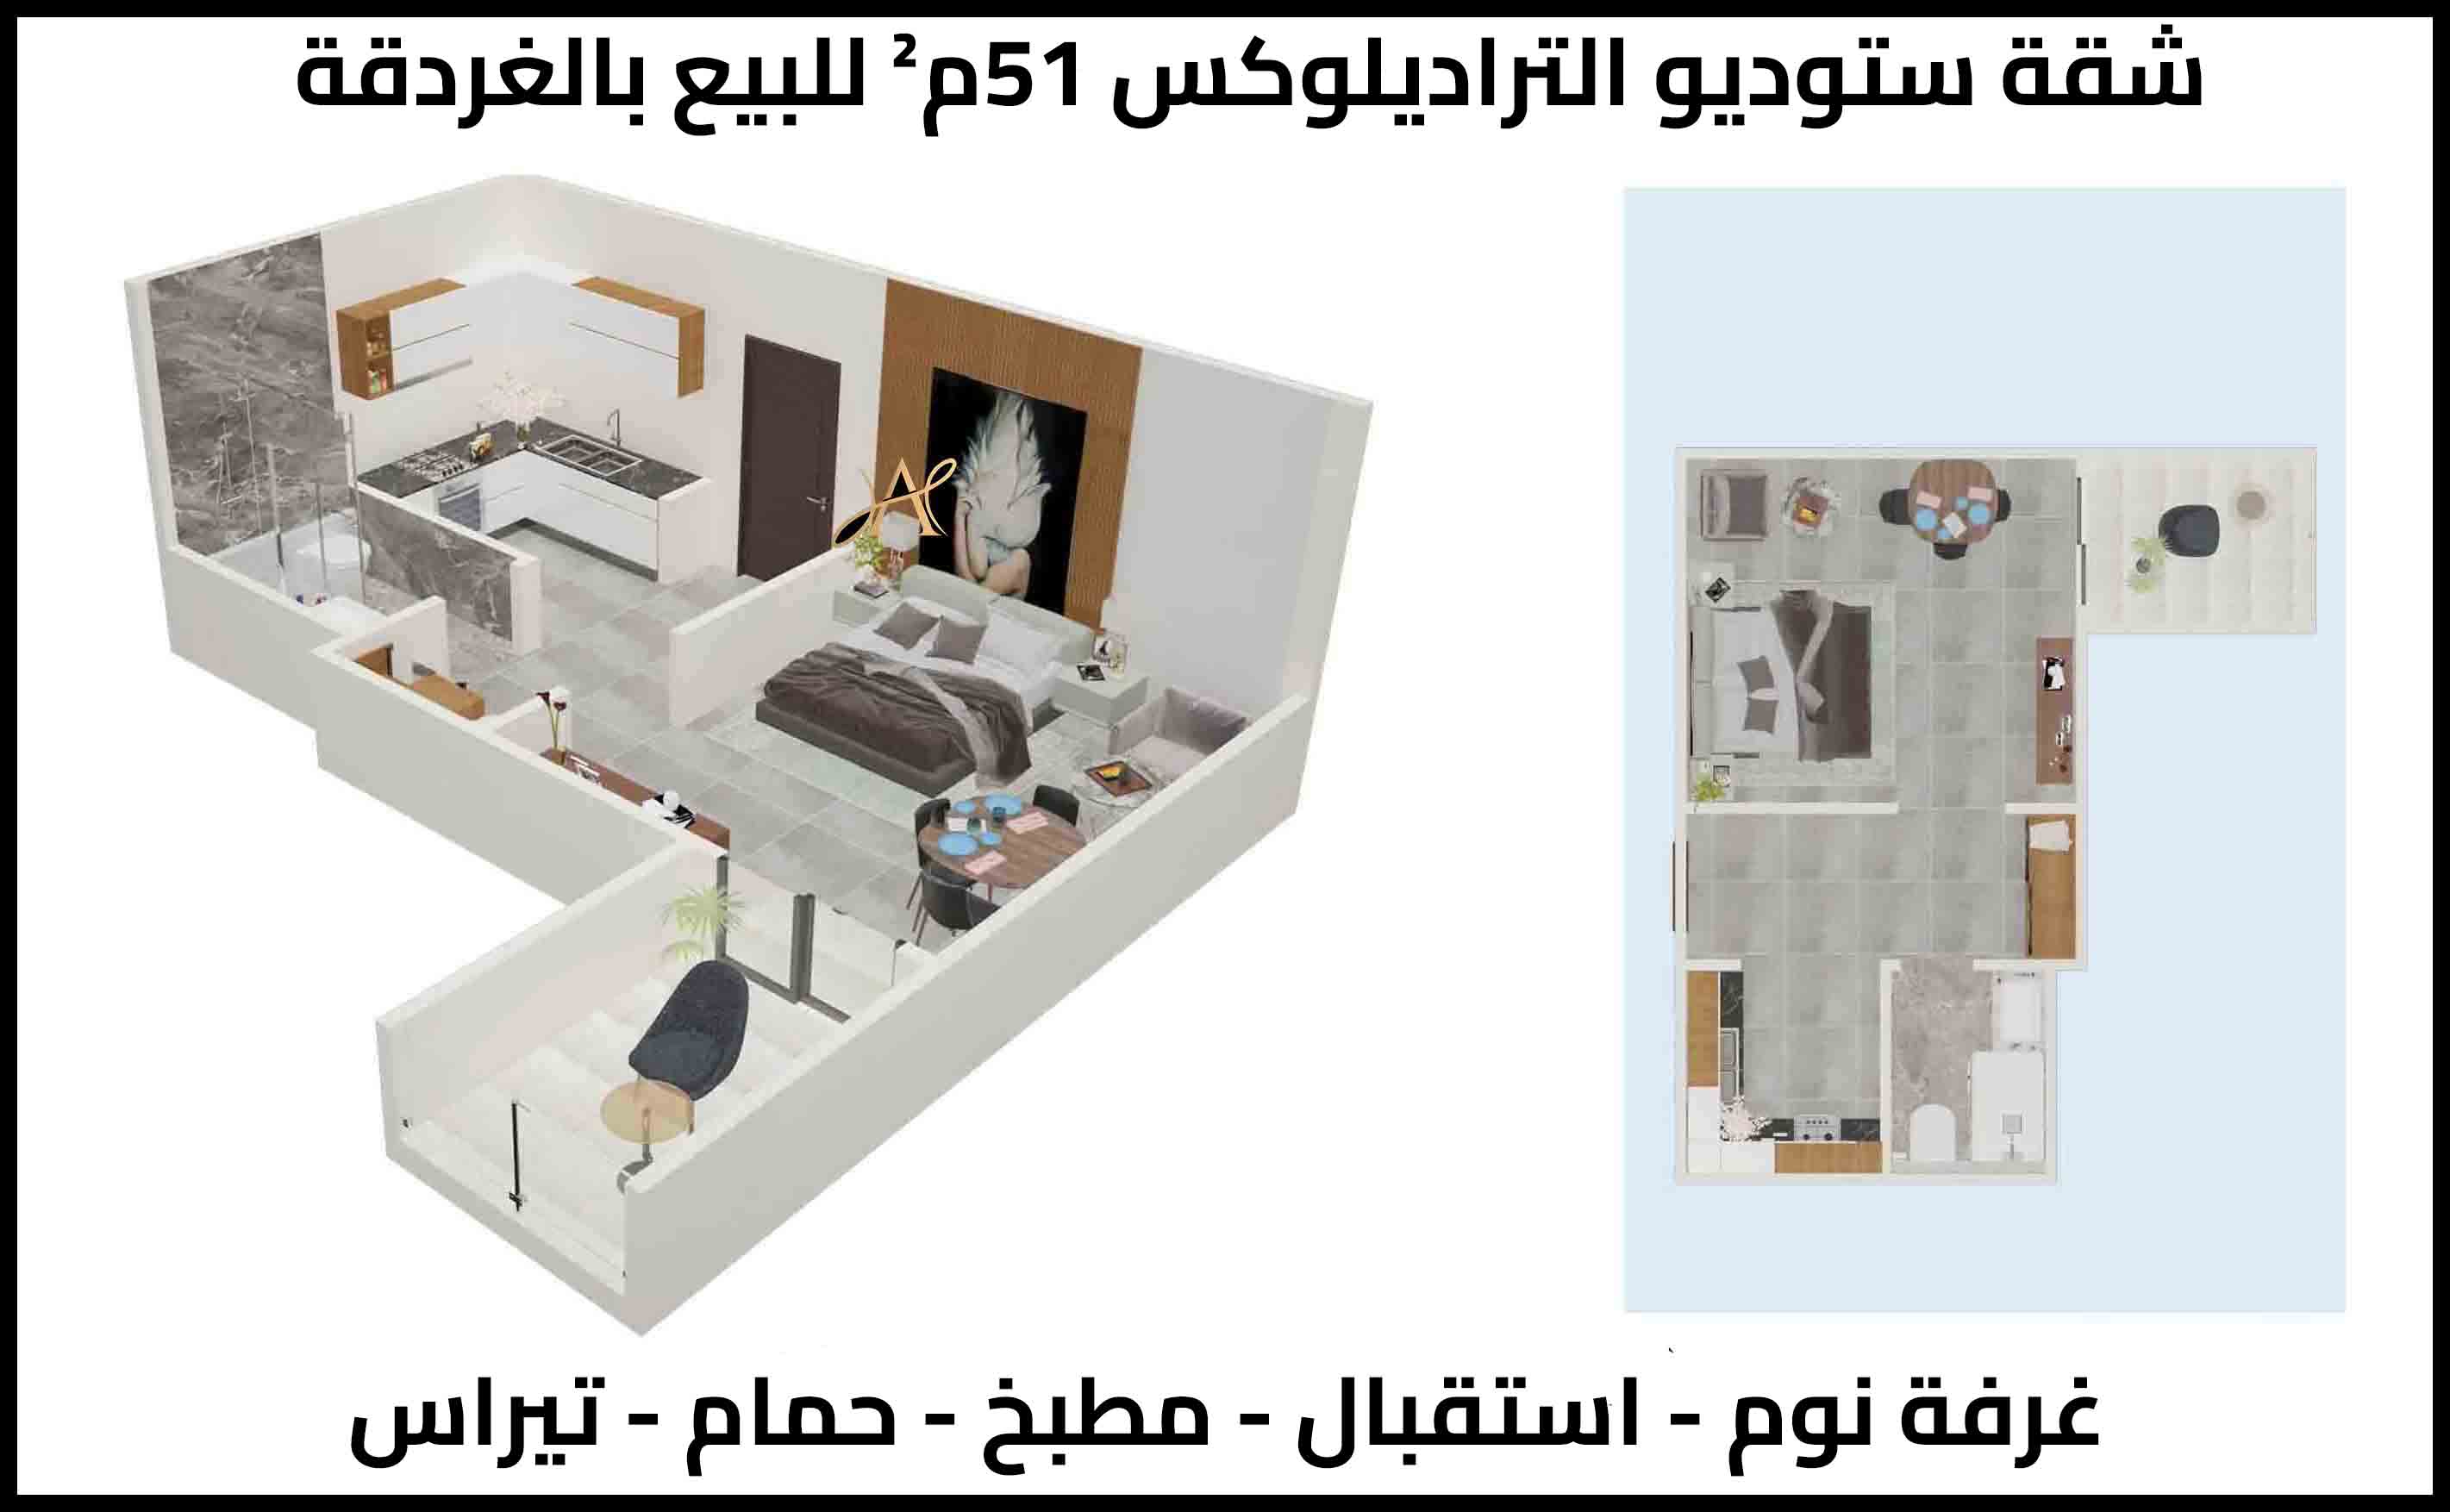 شقة ستوديو التراديلوكس 51م² للبيع بالغردقة
غرفة نوم - استقبال - مطبخ - حمام - تيراس